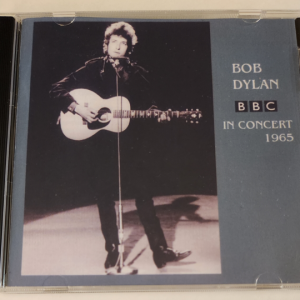 BOB
DYLAN
BBC
IN CONCERT
1965